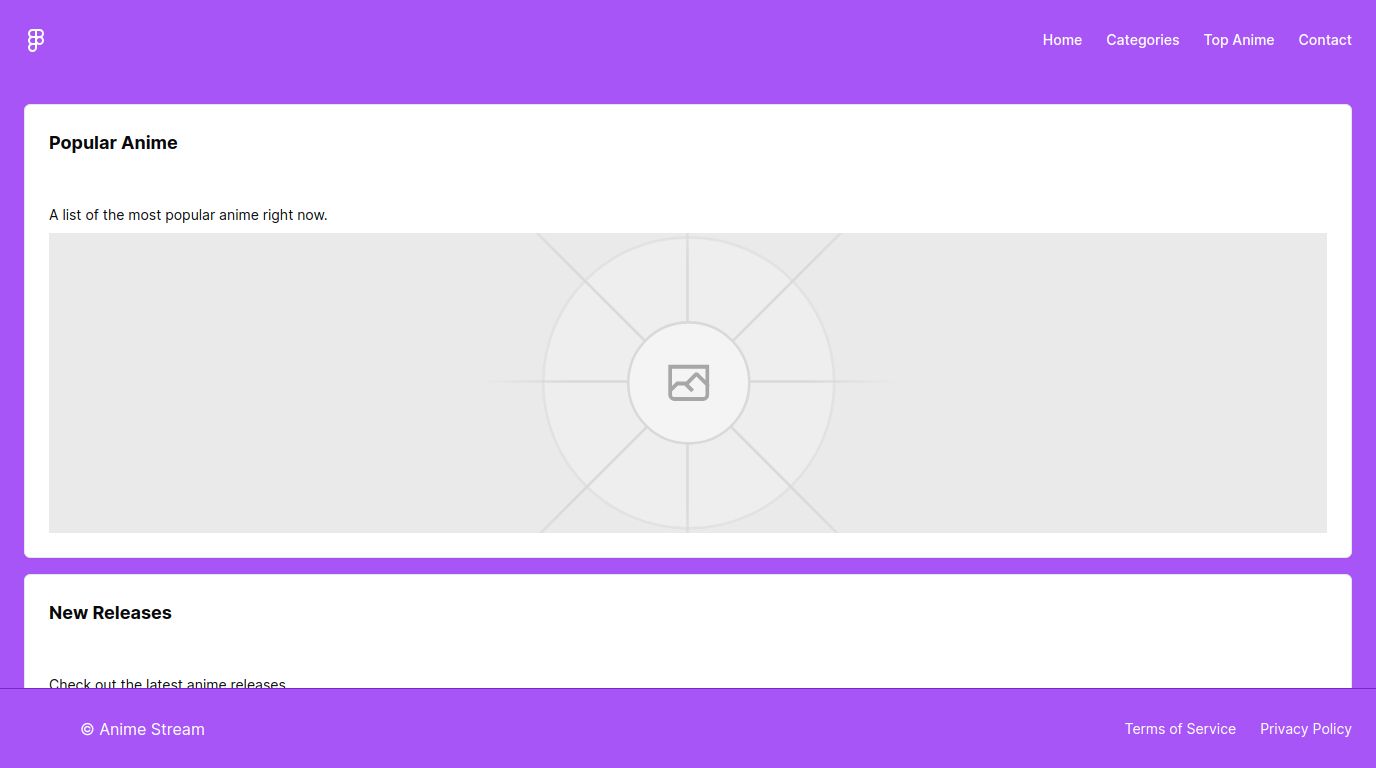 Home Categories Top Anime Contact
Popular Anime
A list of the most popular anime right now.
New Releases
Check out the latest anime releases
© Anime Stream
Terms of Service Privacy Policy